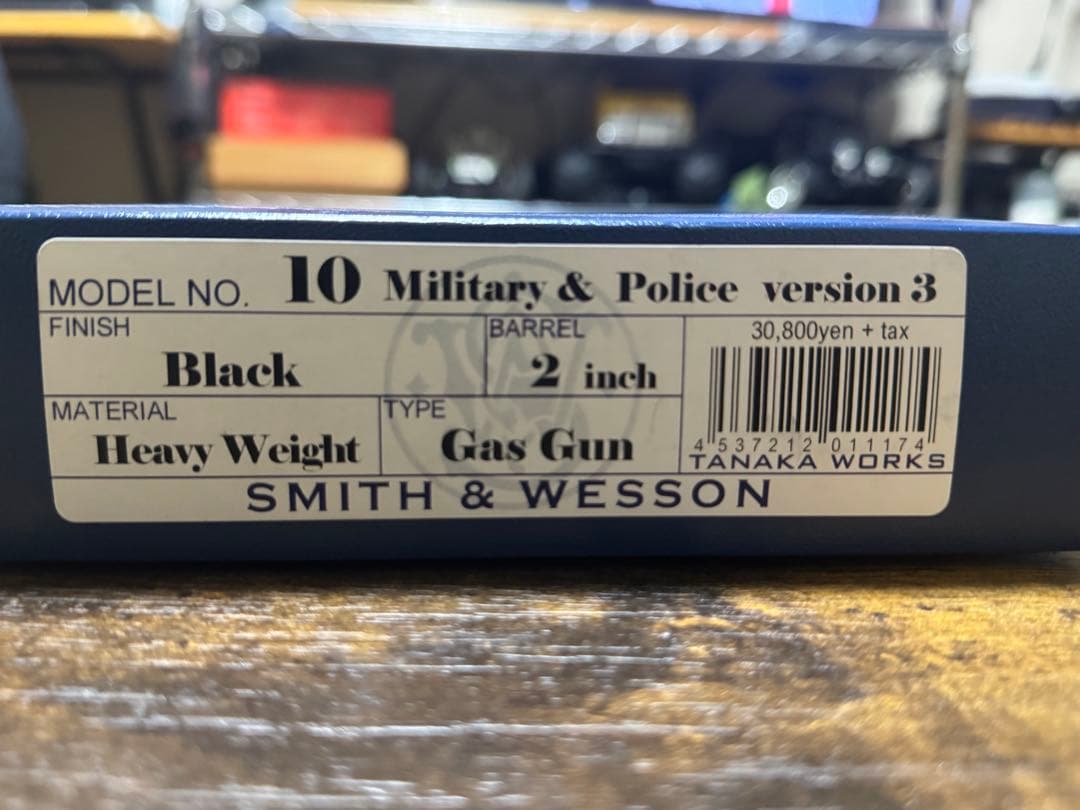 MODEL NO. 10 Military & Police version 3
FINISH
Black
BARREL
2 inch
30,800yen + tax
MATERIAL
Heavy Weight
TYPE
Gas Gun
4 537212 011174
TANAKA WORKS
SMITH & WESSON